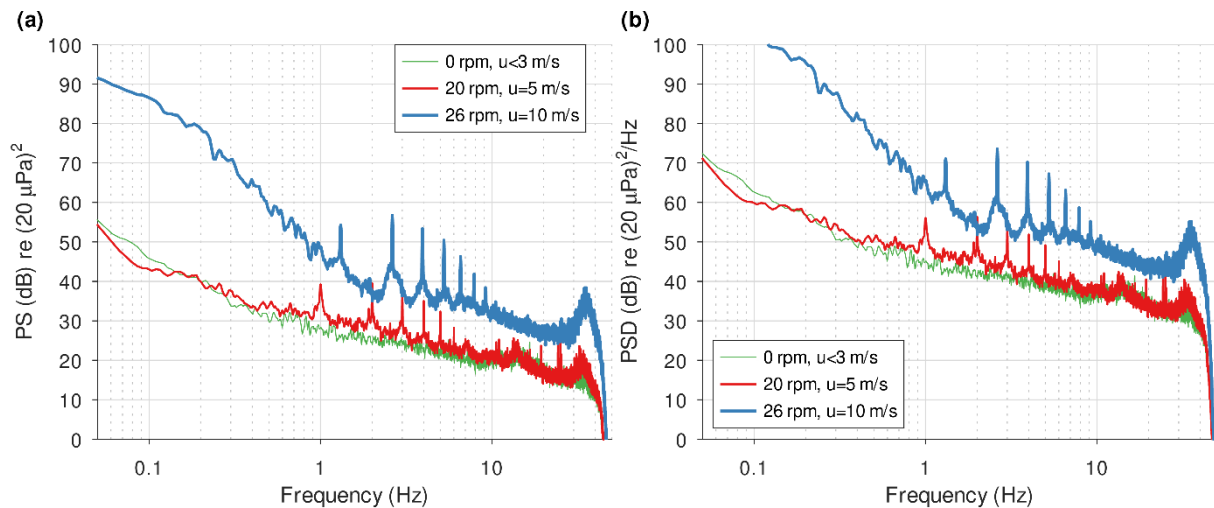 (a)
PS (dB) re (20 μPa)²
100
90
80
70
60
50
40
30
20
10
0
0.1
1
10
Frequency (Hz)
0 rpm, u<3 m/s
20 rpm, u=5 m/s
26 rpm, u=10 m/s
(b)
PSD (dB) re (20 μPa)²/Hz
100
90
80
70
60
50
40
30
20
10
0
0.1
1
10
Frequency (Hz)
0 rpm, u<3 m/s
20 rpm, u=5 m/s
26 rpm, u=10 m/s